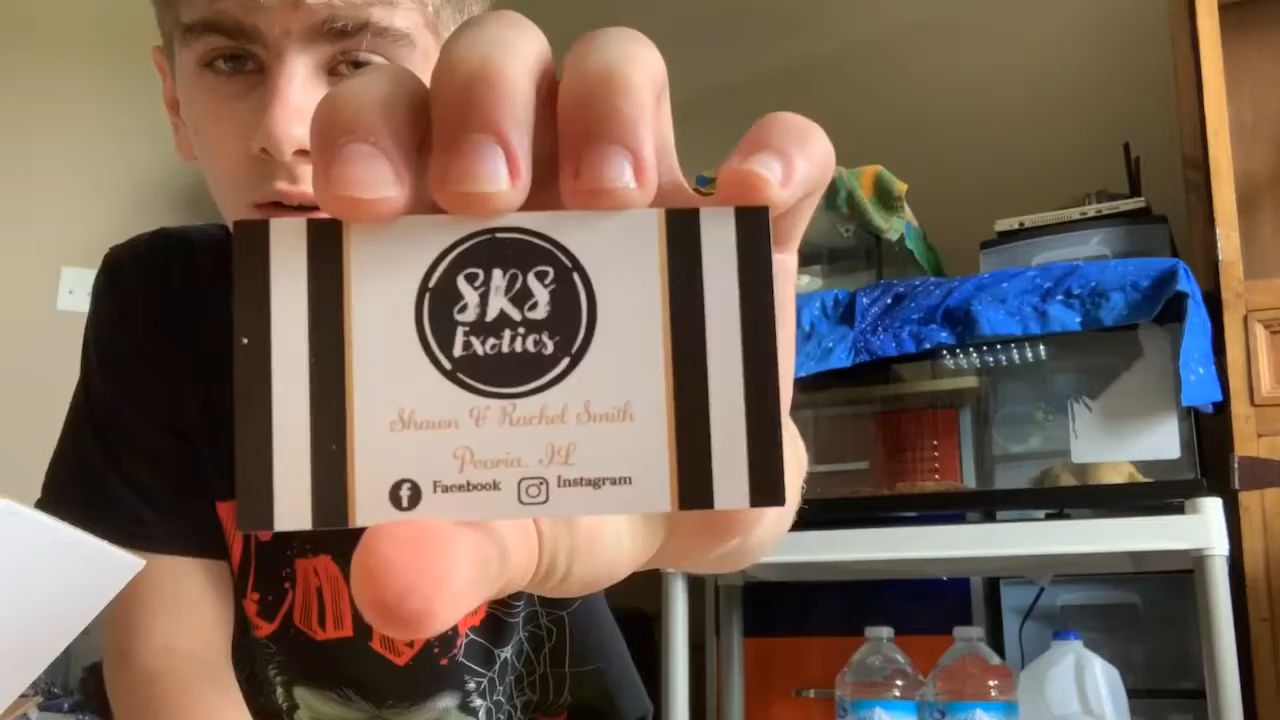 SRS
Exotics
Shawn & Rachel Smith
Peoria, IL
Facebook
Instagram